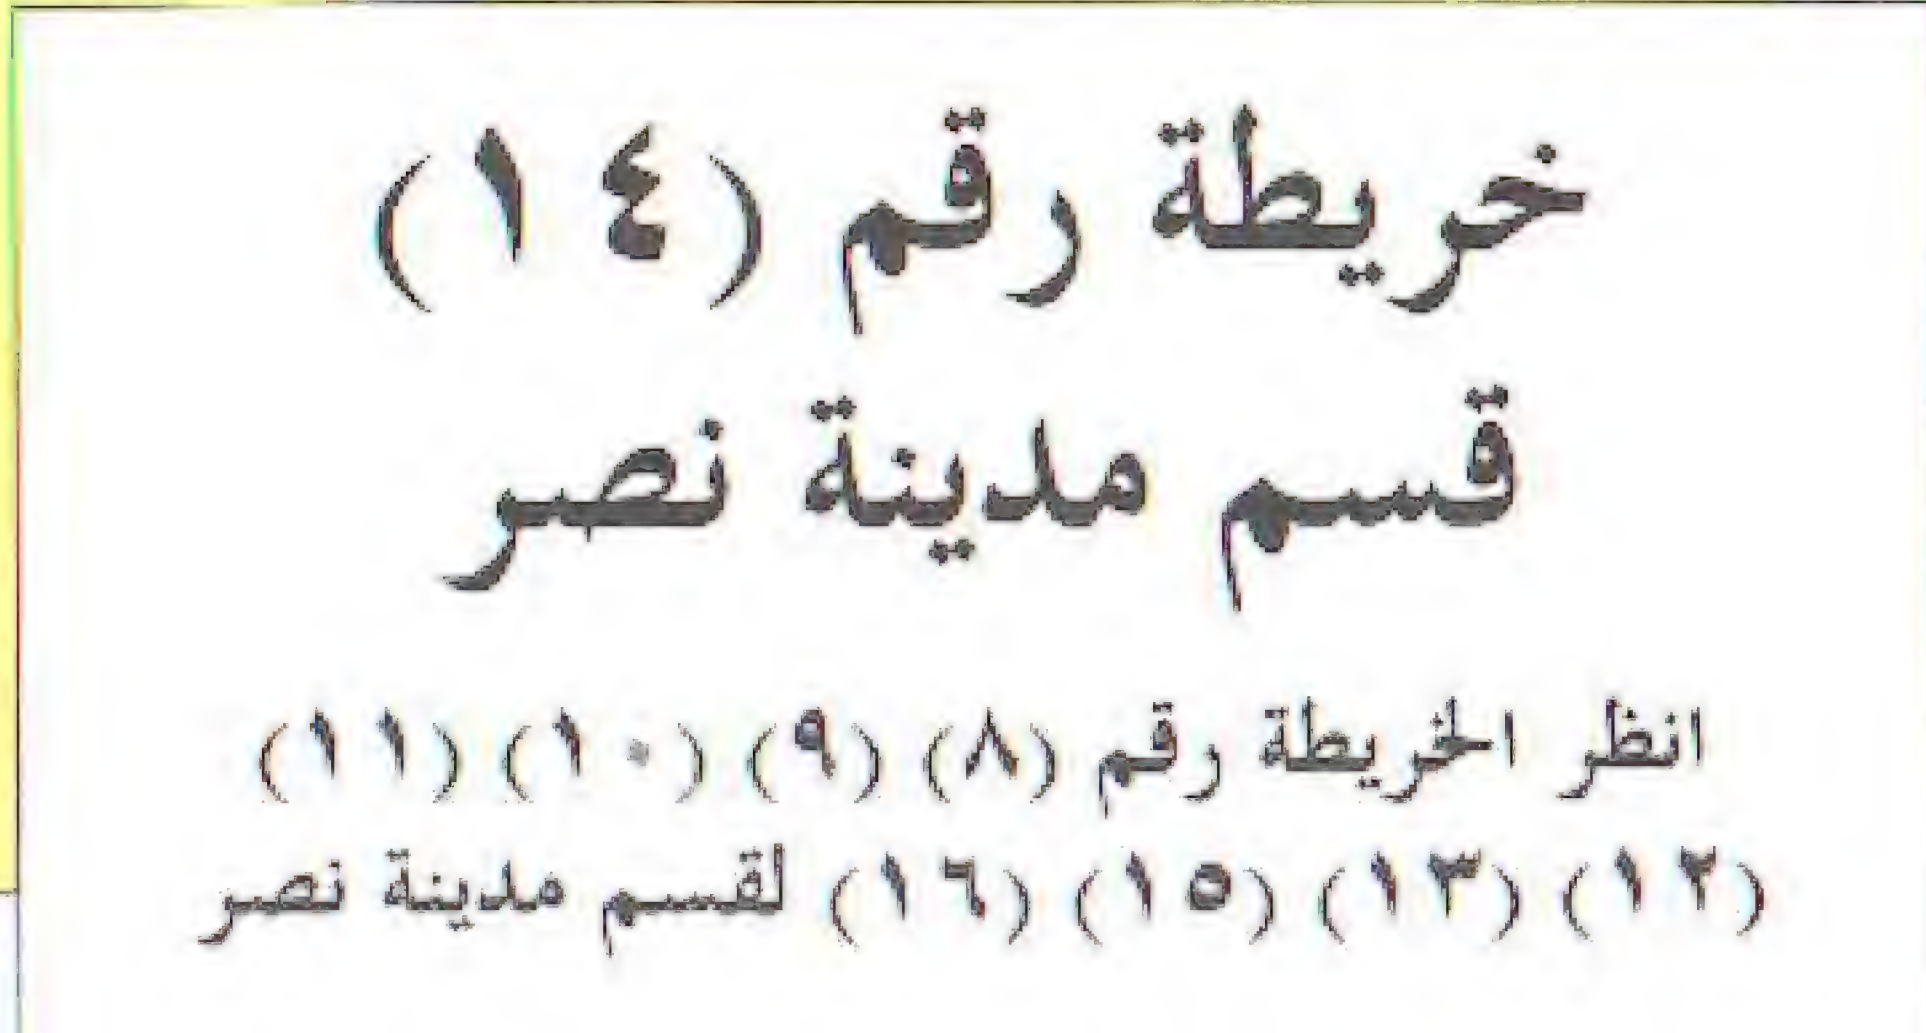 خريطة رقم (١٤)
قسم مدينة نصر
انظر الخريطة رقم (٨) (٩) (١٠) (١١)
(١٢) (١٣) (١٥) (١٦) لقسم مدينة نصر